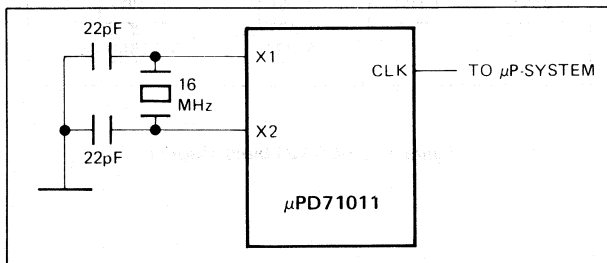 22pF
X1
CLK
TO µP-SYSTEM
16
MHz
X2
22pF
µPD71011